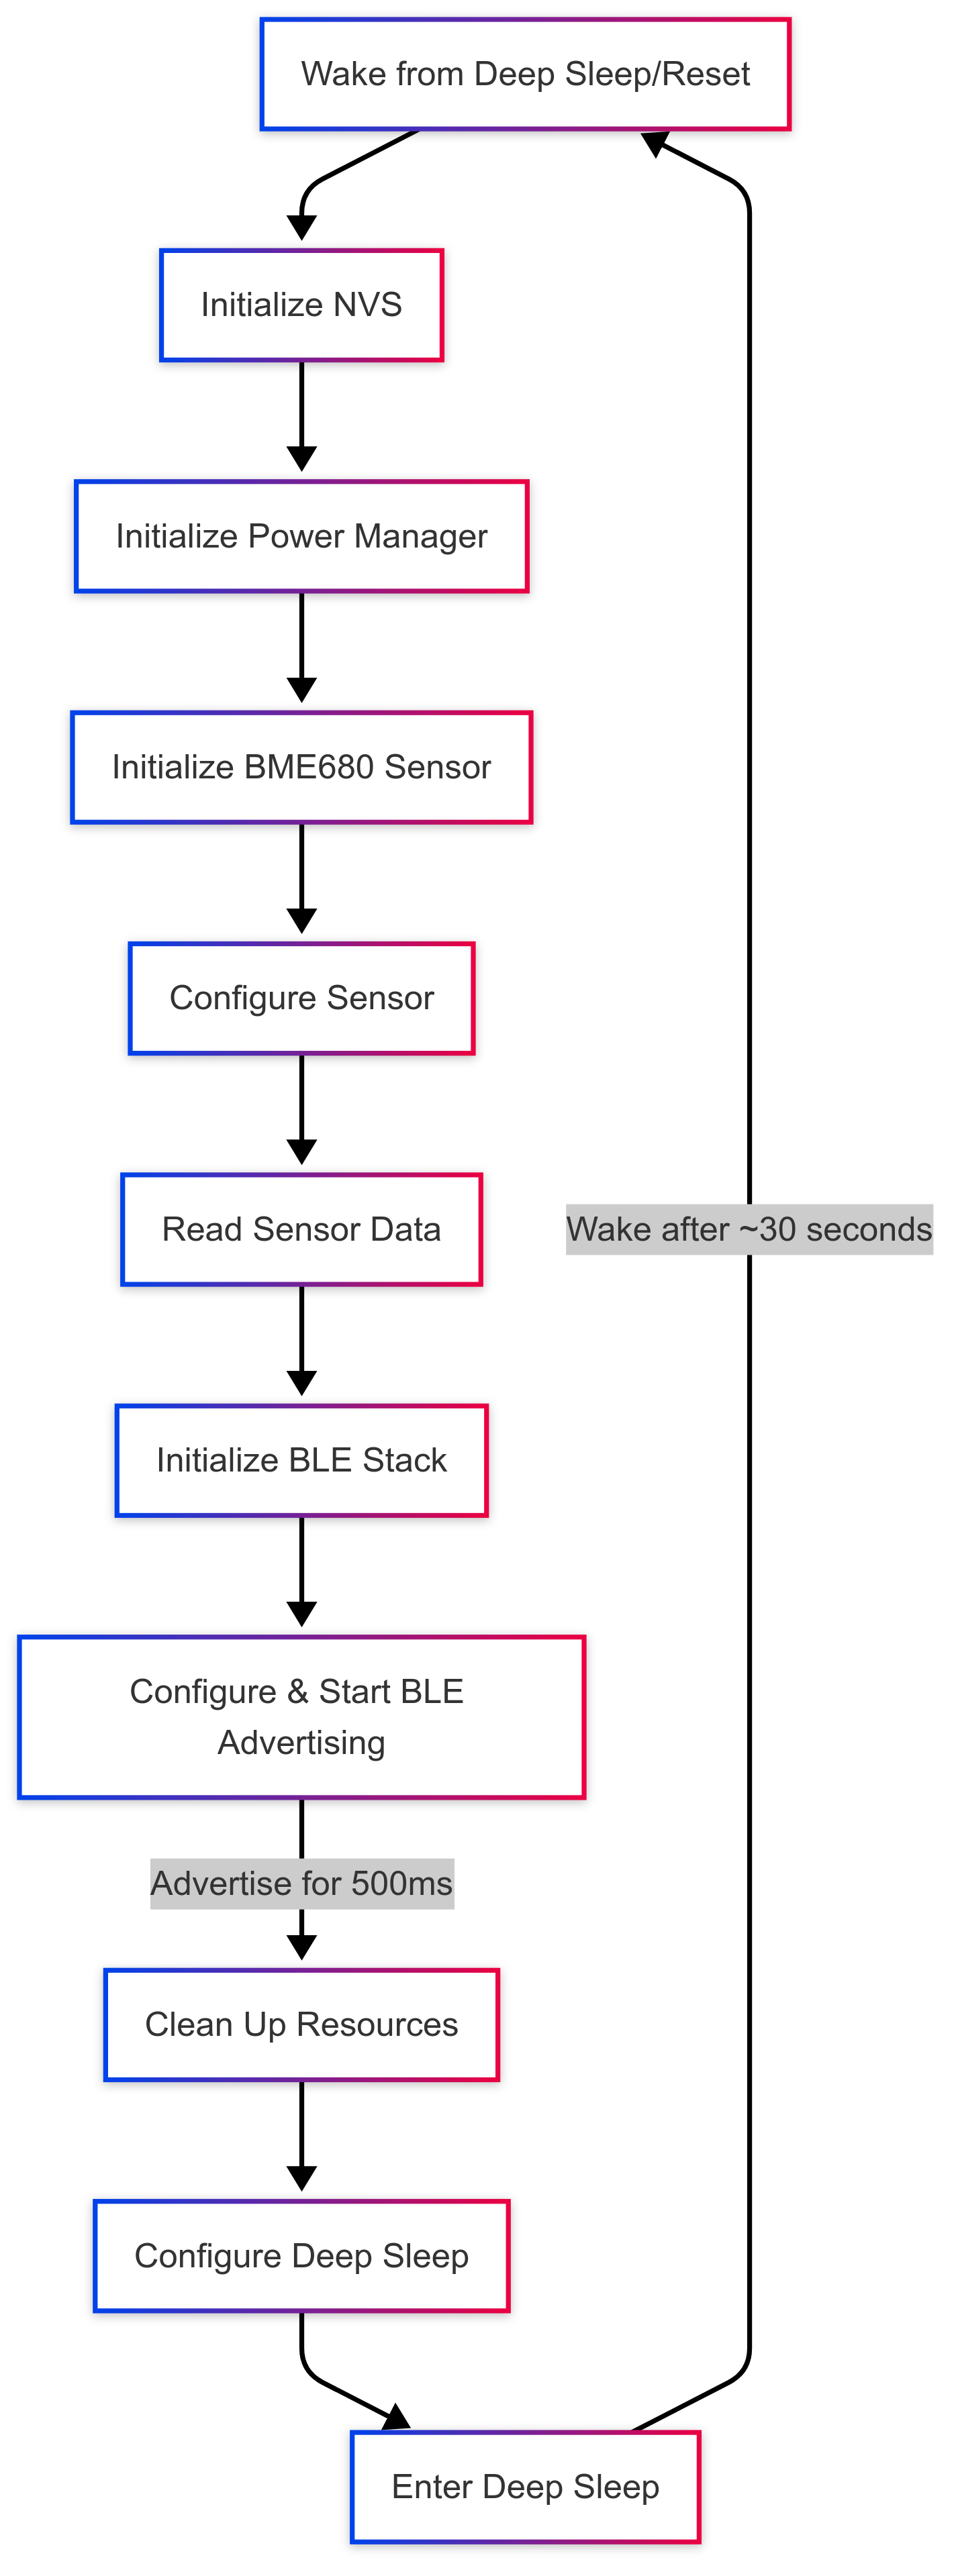 Wake from Deep Sleep/Reset
Initialize NVS
Initialize Power Manager
Initialize BME680 Sensor
Configure Sensor
Read Sensor Data
Wake after ~30 seconds
Initialize BLE Stack
Configure & Start BLE
Advertising
Advertise for 500ms
Clean Up Resources
Configure Deep Sleep
Enter Deep Sleep